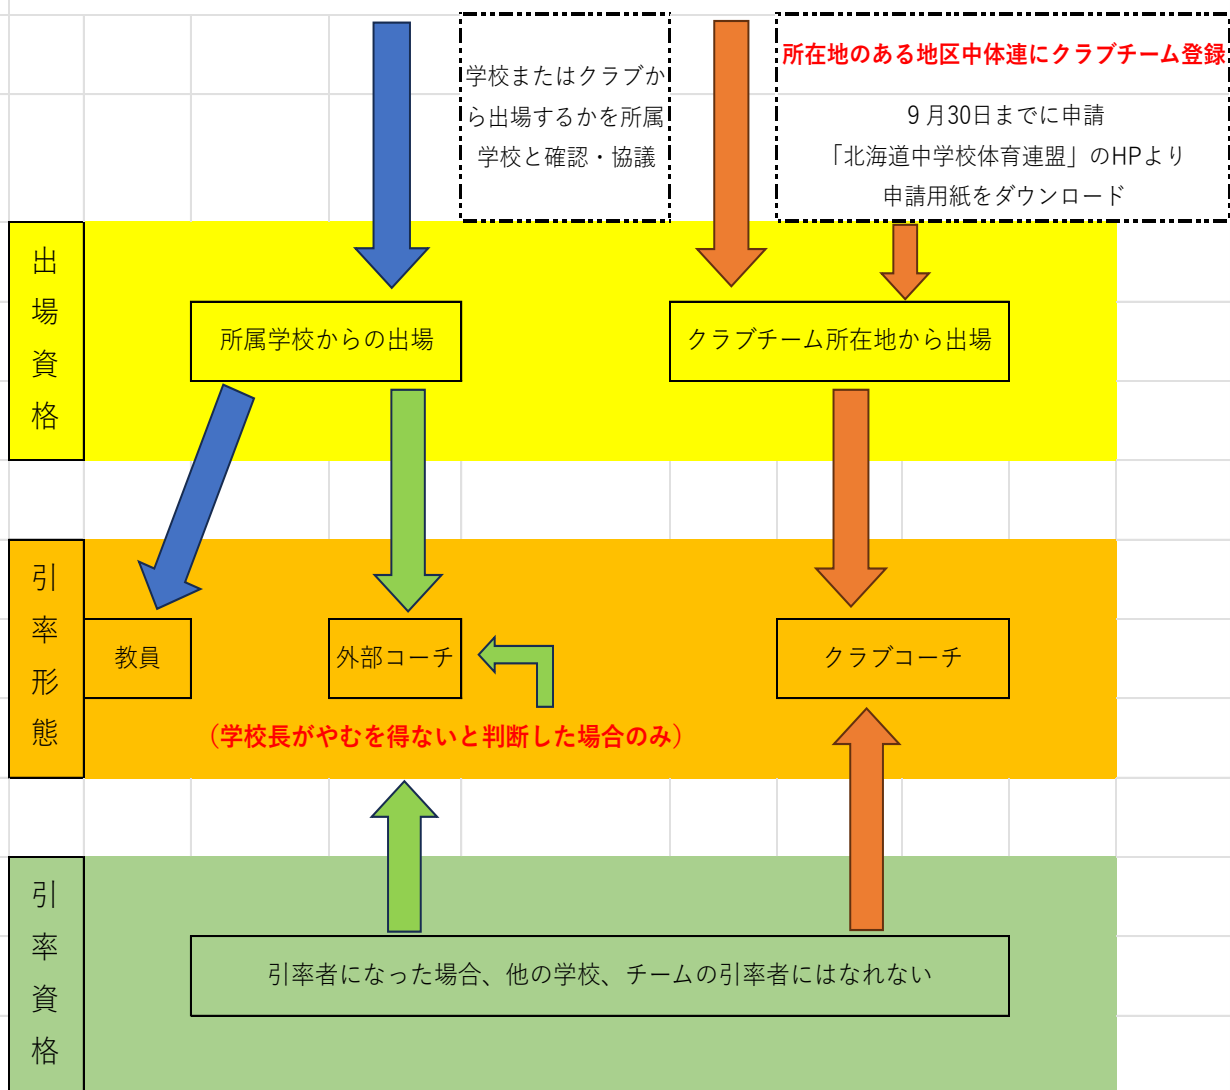 学校またはクラブか
ら出場するかを所属
学校と確認・協議
所在地のある地区中体連にクラブチーム登録
9月30日までに申請
「北海道中学校体育連盟」のHPより
申請用紙をダウンロード
出場資格
所属学校からの出場
クラブチーム所在地から出場
引率形態
教員
外部コーチ
クラブコーチ
（学校長がやむを得ないと判断した場合のみ）
引率資格
引率者になった場合、他の学校、チームの引率者にはなれない